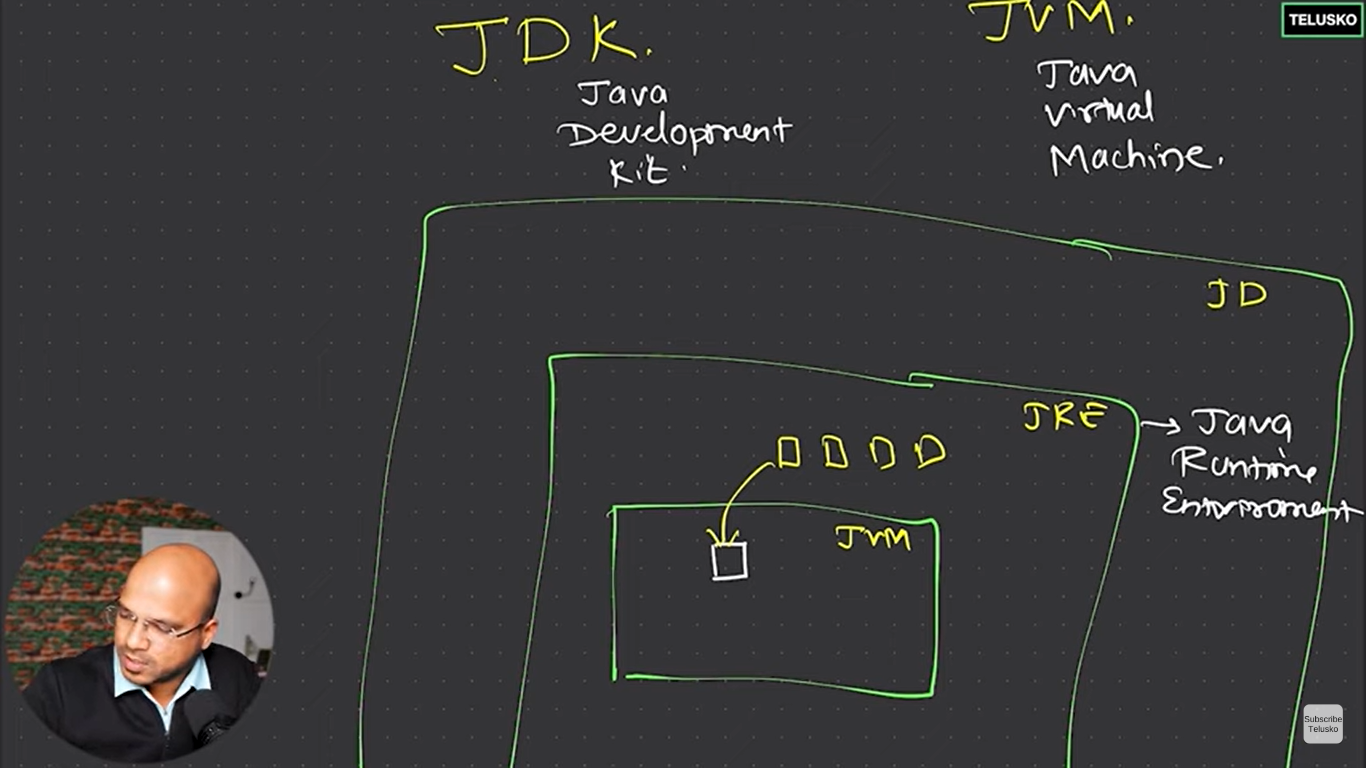 JDK.
JVM.
TELUSKO
Java
Development
Kit.
Java
Virtual
Machine.
JD
JRE
Java
Runtime
Environment
JVM
Subscribe
Telusko